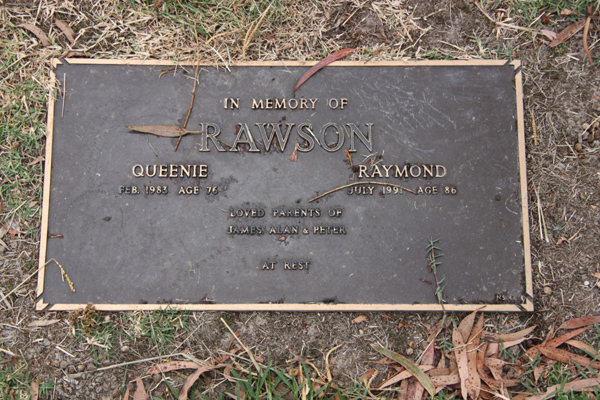 IN MEMORY OF
RAWSON
QUEENIE RAYMOND
FEB. 1983 AGE 76 JULY 1991 AGE 86
LOVED PARENTS OF
JAMES, ALAN & PETER
AT REST